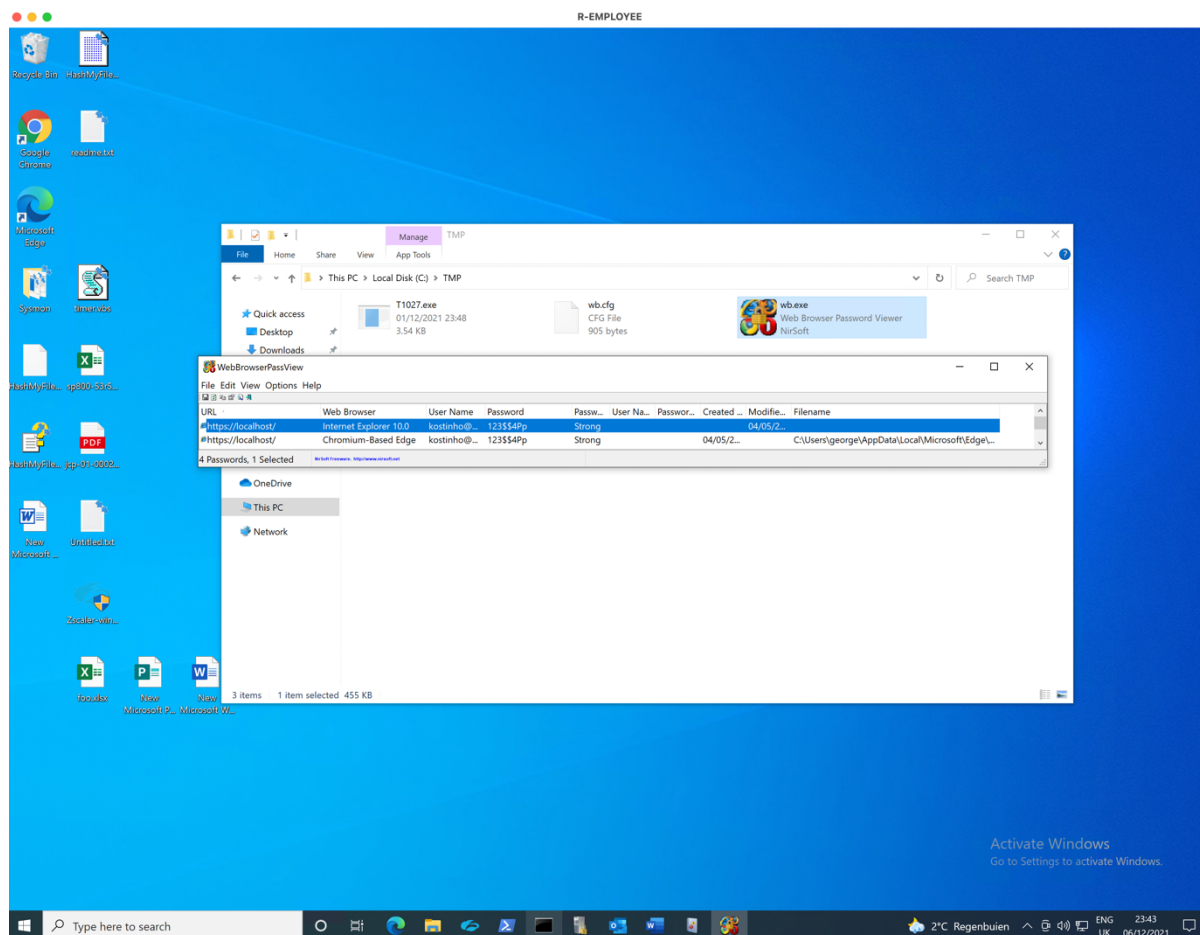 R-EMPLOYEE
Recycle Bin
HashMyFile...
Google Chrome
readme.txt
Microsoft Edge
Sysmon
timer.vbs
HashMyFile...
sp800-53r5...
HashMyFile...
PDF
jcp-01-0002...
New Microsoft ...
Untitled.txt
Zscaler-win...
foo.xlsx
New Microsoft P...
New Microsoft W...
Manage
TMP
File
Home
Share
View
App Tools
This PC > Local Disk (C:) > TMP
Search TMP
Quick access
Desktop
Downloads
T1027.exe
01/12/2021 23:48
3.54 KB
wb.cfg
CFG File
905 bytes
wb.exe
Web Browser Password Viewer
NirSoft
WebBrowserPassView
File Edit View Options Help
URL Web Browser User Name Password Passw... User Na... Passwor... Created ... Modifie... Filename
https://localhost/ Internet Explorer 10.0 kostinho@... 123$$4Pp Strong 04/05/2...
https://localhost/ Chromium-Based Edge kostinho@... 123$$4Pp Strong 04/05/2... C:\Users\george\AppData\Local\Microsoft\Edge\...
4 Passwords, 1 Selected NirSoft Freeware. http://www.nirsoft.net
OneDrive
This PC
Network
3 items 1 item selected 455 KB
Activate Windows
Go to Settings to activate Windows.
Type here to search
2°C Regenbuien
ENG
UK
23:43
06/12/2021